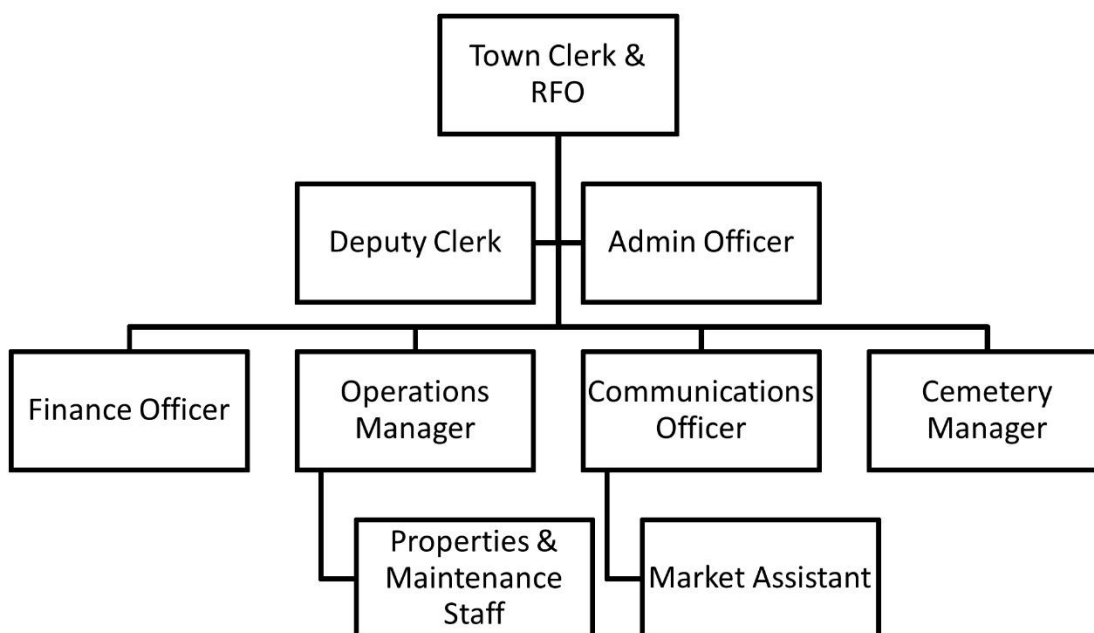 Town Clerk &
RFO
Deputy Clerk
Admin Officer
Finance Officer
Operations
Manager
Communications
Officer
Cemetery
Manager
Properties &
Maintenance
Staff
Market Assistant